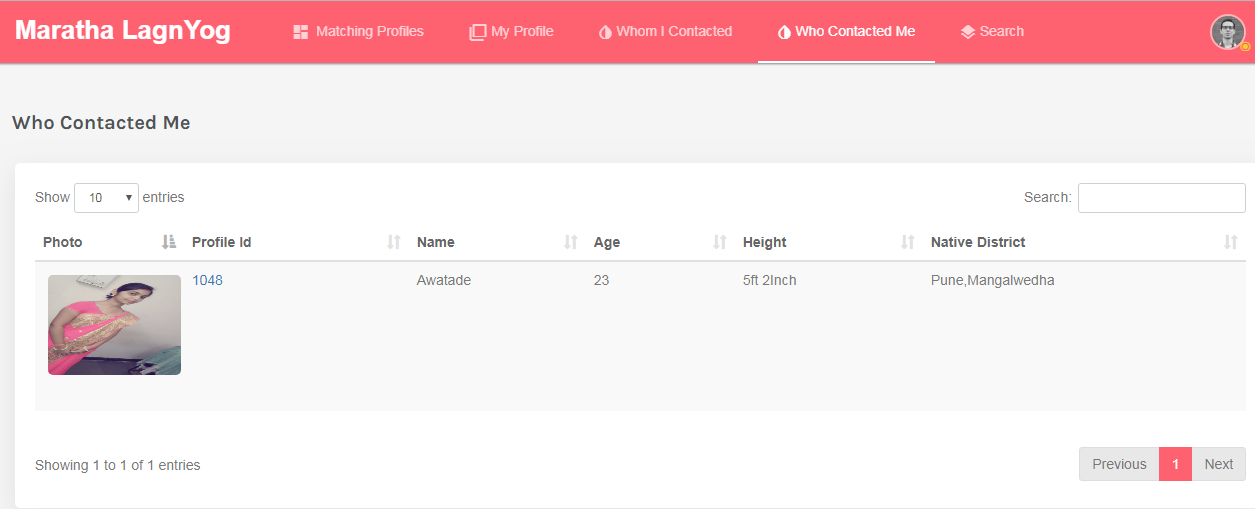 Maratha LagnYog Matching Profiles My Profile Whom I Contacted Who Contacted Me Search
Who Contacted Me
Show 10 entries Search:
Photo Profile Id Name Age Height Native District
1048 Awatade 23 5ft 2Inch Pune,Mangalwedha
Showing 1 to 1 of 1 entries Previous 1 Next